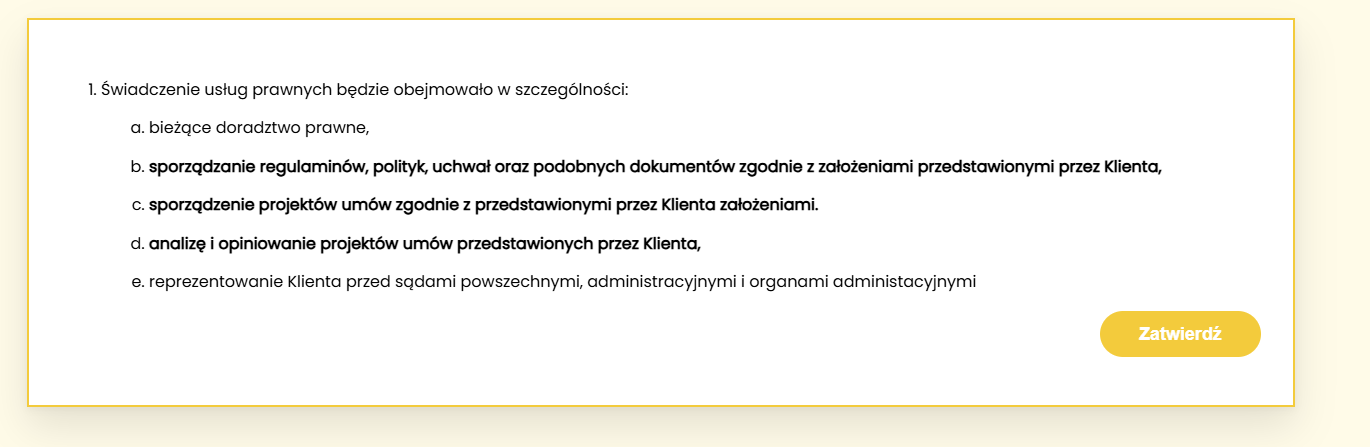 1. Świadczenie usług prawnych będzie obejmowało w szczególności:
a. bieżące doradztwo prawne,
b. sporządzanie regulaminów, polityk, uchwał oraz podobnych dokumentów zgodnie z założeniami przedstawionymi przez Klienta,
c. sporządzenie projektów umów zgodnie z przedstawionymi przez Klienta założeniami.
d. analizę i opiniowanie projektów umów przedstawionych przez Klienta,
e. reprezentowanie Klienta przed sądami powszechnymi, administracyjnymi i organami administacyjnymi
Zatwierdź